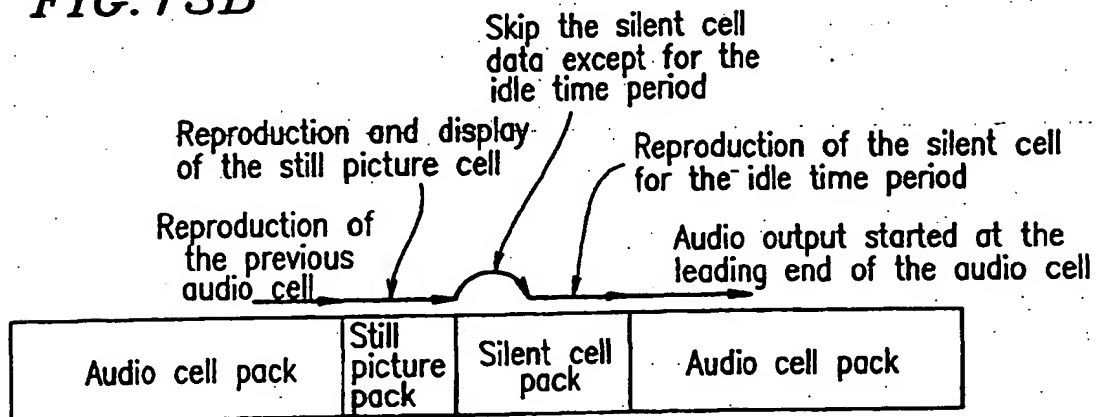 FIG. 73B
Skip the silent cell
data except for the
idle time period
Reproduction and display
of the still picture cell
Reproduction of the silent cell
for the idle time period
Reproduction of
the previous
audio cell
Audio output started at the
leading end of the audio cell
Audio cell pack
Still
picture
pack
Silent cell
pack
Audio cell pack